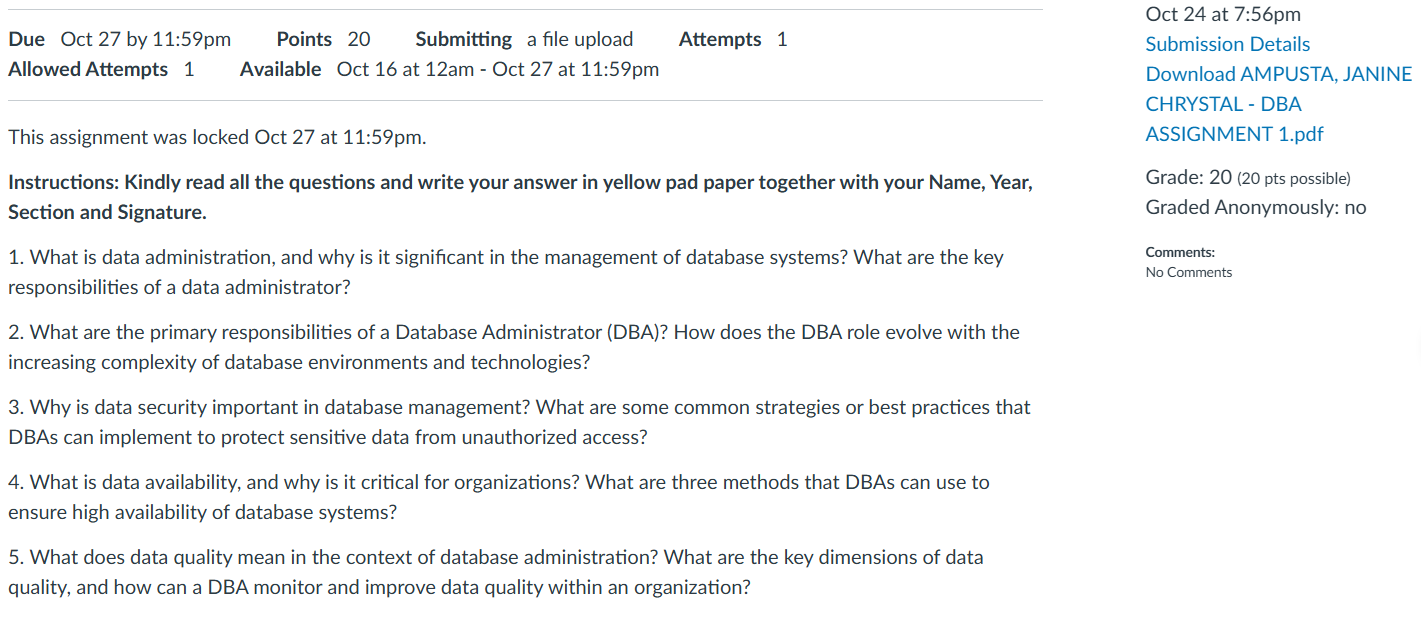 Due Oct 27 by 11:59pm Points 20 Submitting a file upload Attempts 1
Allowed Attempts 1 Available Oct 16 at 12am - Oct 27 at 11:59pm
This assignment was locked Oct 27 at 11:59pm.
Instructions: Kindly read all the questions and write your answer in yellow pad paper together with your Name, Year,
Section and Signature.
1. What is data administration, and why is it significant in the management of database systems? What are the key
responsibilities of a data administrator?
2. What are the primary responsibilities of a Database Administrator (DBA)? How does the DBA role evolve with the
increasing complexity of database environments and technologies?
3. Why is data security important in database management? What are some common strategies or best practices that
DBAs can implement to protect sensitive data from unauthorized access?
4. What is data availability, and why is it critical for organizations? What are three methods that DBAs can use to
ensure high availability of database systems?
5. What does data quality mean in the context of database administration? What are the key dimensions of data
quality, and how can a DBA monitor and improve data quality within an organization?
Oct 24 at 7:56pm
Submission Details
Download AMPUSTA, JANINE
CHRYSTAL - DBA
ASSIGNMENT 1.pdf
Grade: 20 (20 pts possible)
Graded Anonymously: no
Comments:
No Comments